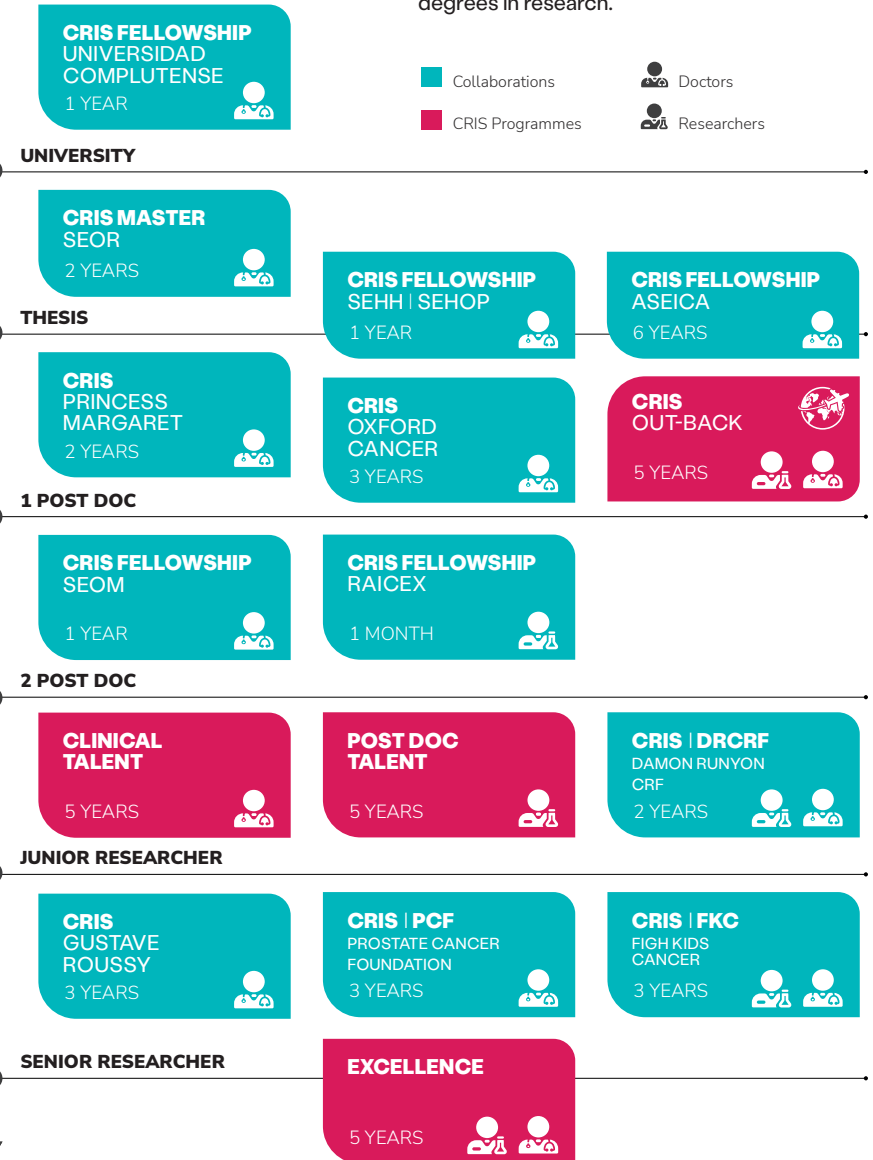 degrees in research.
CRIS FELLOWSHIP
UNIVERSIDAD
COMPLUTENSE
1 YEAR
Collaborations
Doctors
CRIS Programmes
Researchers
UNIVERSITY
CRIS MASTER
SEOR
2 YEARS
CRIS FELLOWSHIP
SEHH | SEHOP
1 YEAR
CRIS FELLOWSHIP
ASEICA
6 YEARS
THESIS
CRIS
PRINCESS
MARGARET
2 YEARS
CRIS
OXFORD
CANCER
3 YEARS
CRIS
OUT-BACK
5 YEARS
1 POST DOC
CRIS FELLOWSHIP
SEOM
1 YEAR
CRIS FELLOWSHIP
RAICEX
1 MONTH
2 POST DOC
CLINICAL
TALENT
5 YEARS
POST DOC
TALENT
5 YEARS
CRIS | DRCRF
DAMON RUNYON
CRF
2 YEARS
JUNIOR RESEARCHER
CRIS
GUSTAVE
ROUSSY
3 YEARS
CRIS | PCF
PROSTATE CANCER
FOUNDATION
3 YEARS
CRIS | FKC
FIGH KIDS
CANCER
3 YEARS
SENIOR RESEARCHER
EXCELLENCE
5 YEARS